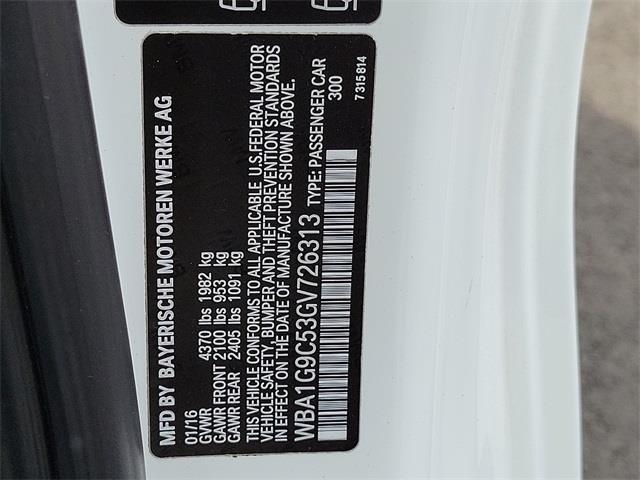 MFD BY BAYERISCHE MOTOREN WERKE AG
01/16
GVWR 4370 lbs 1982 kg
GAWR FRONT 2100 lbs 953 kg
GAWR REAR 2405 lbs 1091 kg
THIS VEHICLE CONFORMS TO ALL APPLICABLE U.S. FEDERAL MOTOR
VEHICLE SAFETY, BUMPER AND THEFT PREVENTION STANDARDS
IN EFFECT ON THE DATE OF MANUFACTURE SHOWN ABOVE.
WBA1G9C53GV726313 TYPE: PASSENGER CAR
300
7315814